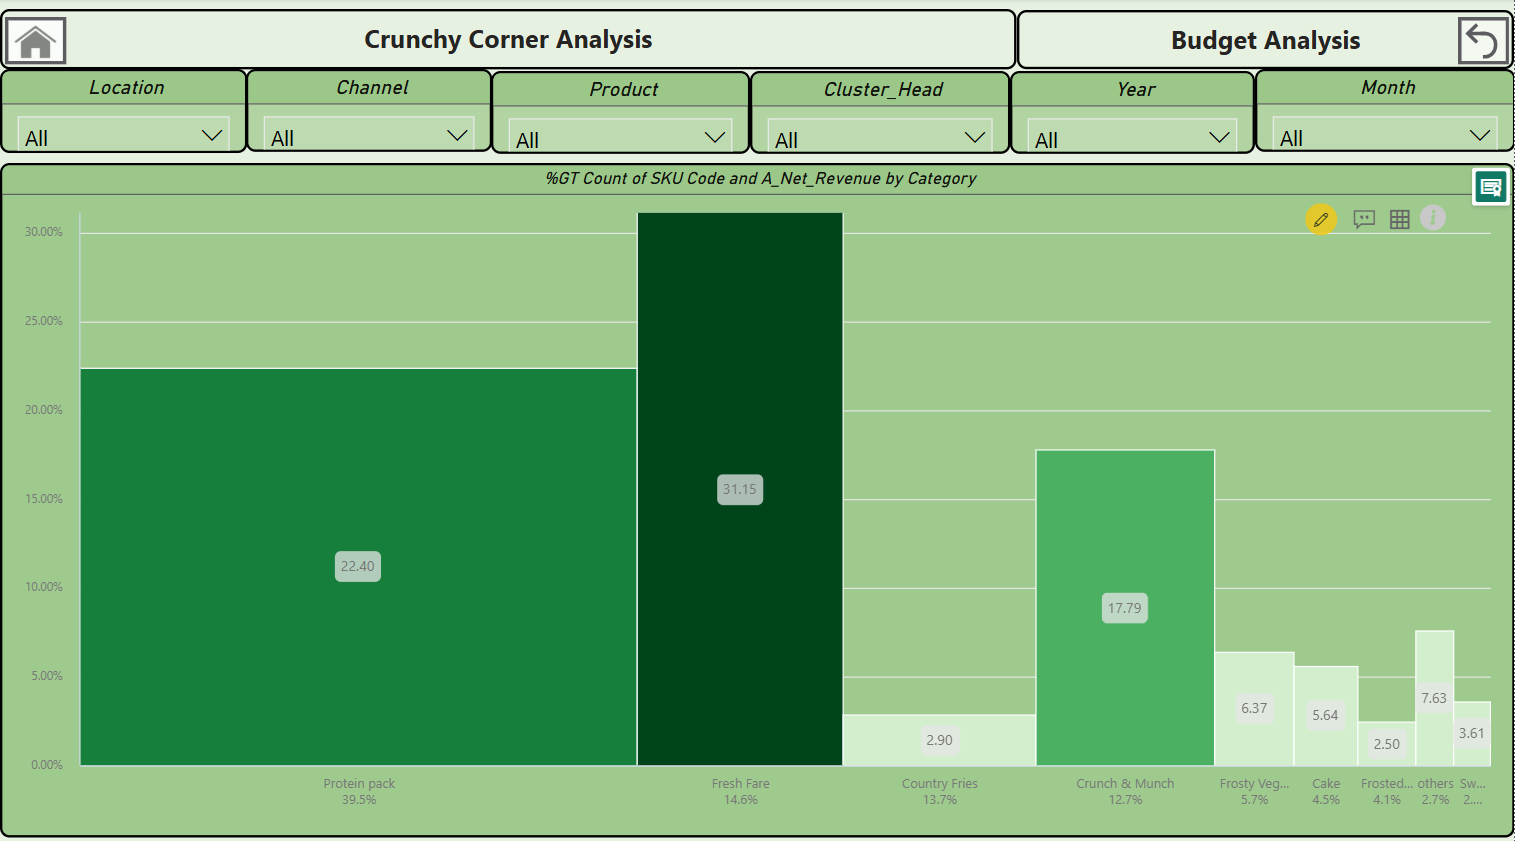 Crunchy Corner Analysis
Budget Analysis
Location
Channel
Product
Cluster_Head
Year
Month
All
All
All
All
All
All
%GT Count of SKU Code and A_Net_Revenue by Category
30.00%
25.00%
20.00%
15.00%
10.00%
5.00%
0.00%
22.40
31.15
2.90
17.79
6.37
5.64
2.50
7.63
3.61
Protein pack
39.5%
Fresh Fare
14.6%
Country Fries
13.7%
Crunch & Munch
12.7%
Frosty Veg...
5.7%
Cake
4.5%
Frosted...
4.1%
others
2.7%
Sw...
2....